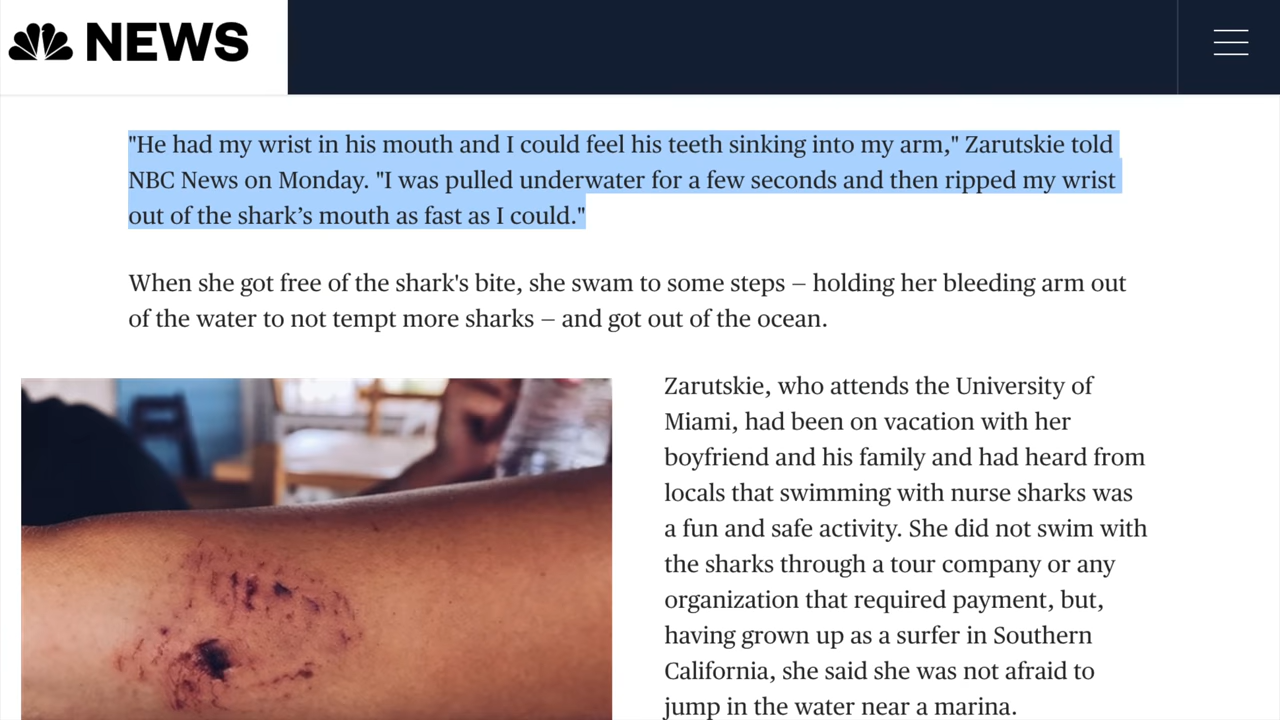 NEWS
"He had my wrist in his mouth and I could feel his teeth sinking into my arm," Zarutskie told
NBC News on Monday. "I was pulled underwater for a few seconds and then ripped my wrist
out of the shark’s mouth as fast as I could."
When she got free of the shark's bite, she swam to some steps — holding her bleeding arm out
of the water to not tempt more sharks — and got out of the ocean.
Zarutskie, who attends the University of
Miami, had been on vacation with her
boyfriend and his family and had heard from
locals that swimming with nurse sharks was
a fun and safe activity. She did not swim with
the sharks through a tour company or any
organization that required payment, but,
having grown up as a surfer in Southern
California, she said she was not afraid to
jump in the water near a marina.